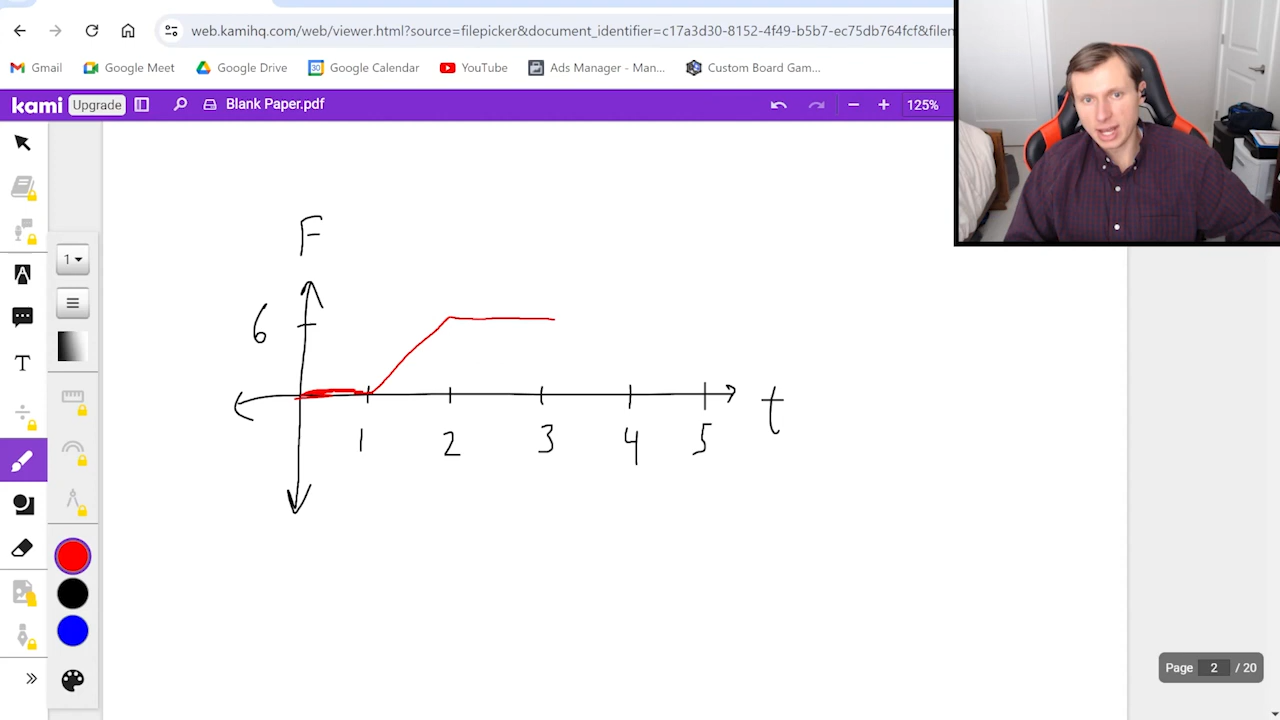 web.kamihq.com/web/viewer.html?source=filepicker&document_identifier=c17a3d30-8152-4f49-b5b7-ec75db764fcf&filen
Gmail Google Meet Google Drive Google Calendar YouTube Ads Manager - Man... Custom Board Gam...
kami Upgrade Blank Paper.pdf 125%
1
F
6
t
1 2 3 4 5
Page 2 / 20